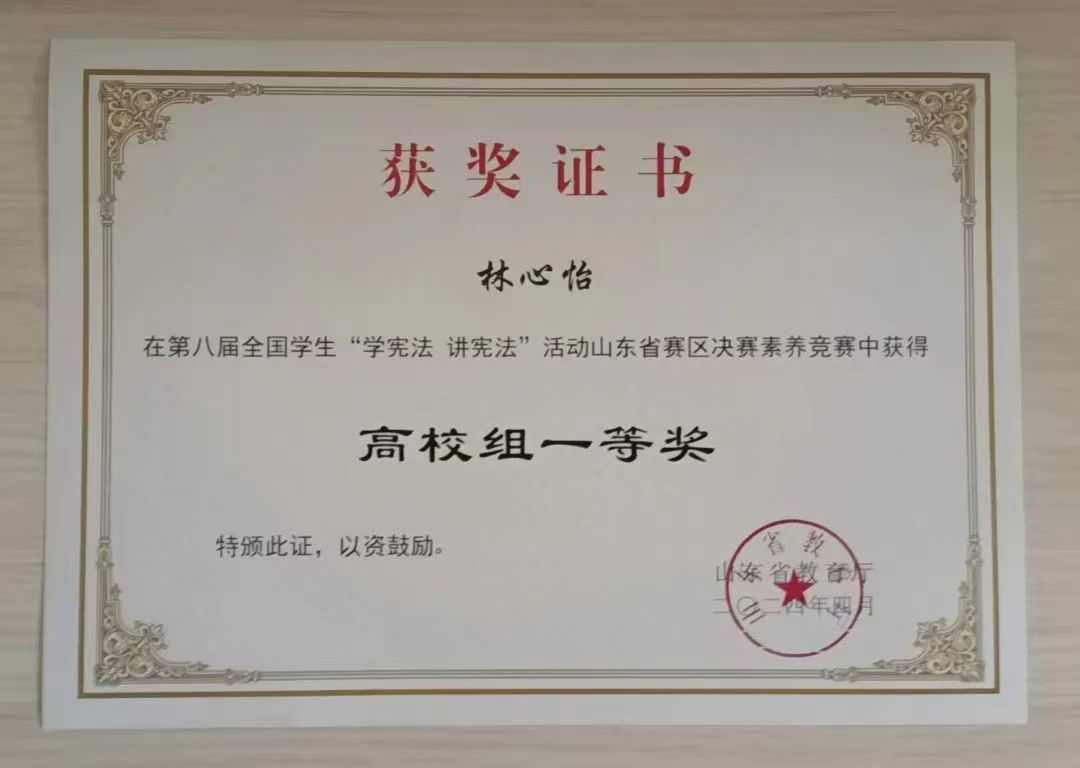 获奖证书
林心怡
在第八届全国学生“学宪法 讲宪法”活动山东省赛区决赛素养竞赛中获得
高校组一等奖
特颁此证，以资鼓励。
山东省教育厅
二〇二四年四月